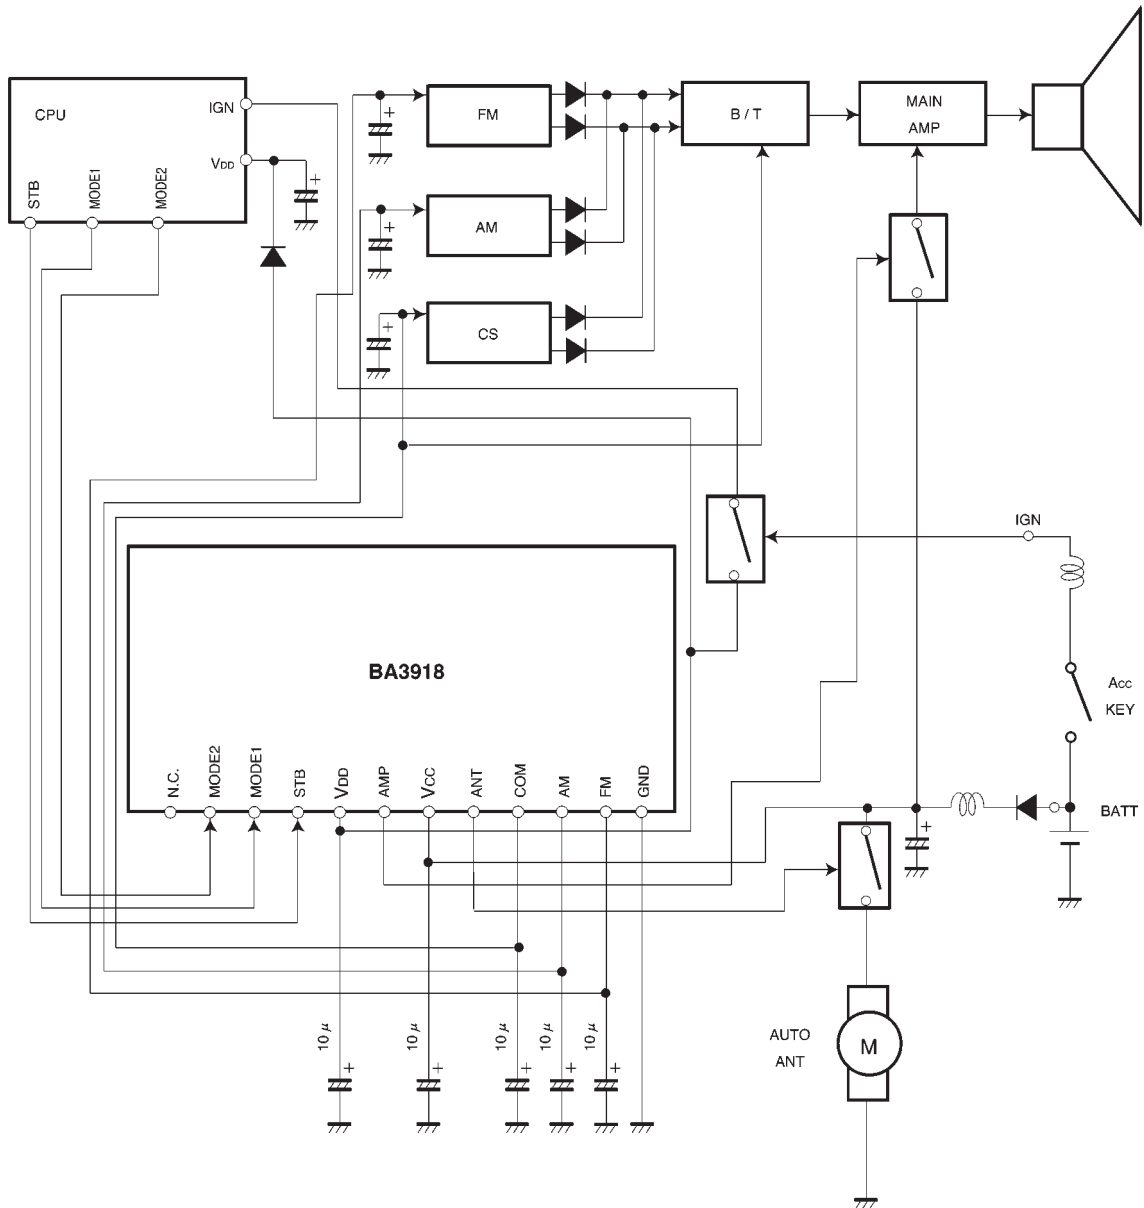 CPU
IGN
VDD
STB
MODE1
MODE2
+
+
FM
B / T
MAIN
AMP
+
AM
+
CS
IGN
BA3918
ACC
KEY
N.C.
MODE2
MODE1
STB
VDD
AMP
VCC
ANT
COM
AM
FM
GND
BATT
+
10 μ
10 μ
10 μ
10 μ
10 μ
+
+
+
+
+
AUTO
ANT
M